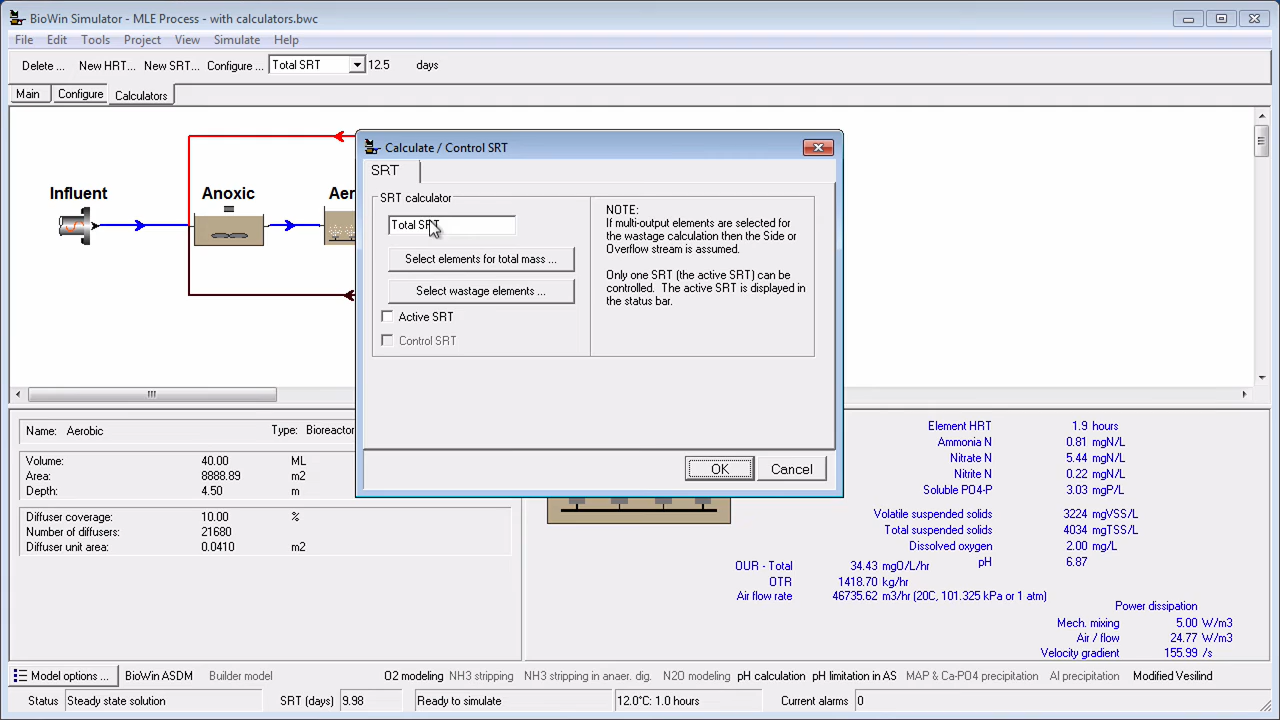 BioWin Simulator - MLE Process - with calculators.bwc
File Edit Tools Project View Simulate Help
Delete ... New HRT... New SRT... Configure ... Total SRT 12.5 days
Main Configure Calculators
Influent Anoxic Aer
Calculate / Control SRT
SRT
SRT calculator
Total SRT
Select elements for total mass ...
Select wastage elements ...
Active SRT
Control SRT
NOTE:
If multi-output elements are selected for
the wastage calculation then the Side or
Overflow stream is assumed.
Only one SRT (the active SRT) can be
controlled. The active SRT is displayed in
the status bar.
OK Cancel
Name: Aerobic Type: Bioreactor
Volume: 40.00 ML
Area: 8888.89 m2
Depth: 4.50 m
Diffuser coverage: 10.00 %
Number of diffusers: 21680
Diffuser unit area: 0.0410 m2
Element HRT 1.9 hours
Ammonia N 0.81 mgN/L
Nitrate N 5.44 mgN/L
Nitrite N 0.22 mgN/L
Soluble PO4-P 3.03 mgP/L
Volatile suspended solids 3224 mgVSS/L
Total suspended solids 4034 mgTSS/L
Dissolved oxygen 2.00 mg/L
pH 6.87
OUR - Total 34.43 mgO/L/hr
OTR 1418.70 kg/hr
Air flow rate 46735.62 m3/hr (20C, 101.325 kPa or 1 atm)
Power dissipation
Mech. mixing 5.00 W/m3
Air / flow 24.77 W/m3
Velocity gradient 155.99 /s
Model options ... BioWin ASDM Builder model O2 modeling NH3 stripping NH3 stripping in anaer. dig. N2O modeling pH calculation pH limitation in AS MAP & Ca-PO4 precipitation Al precipitation Modified Vesilind
Status Steady state solution SRT (days) 9.98 Ready to simulate 12.0°C: 1.0 hours Current alarms 0